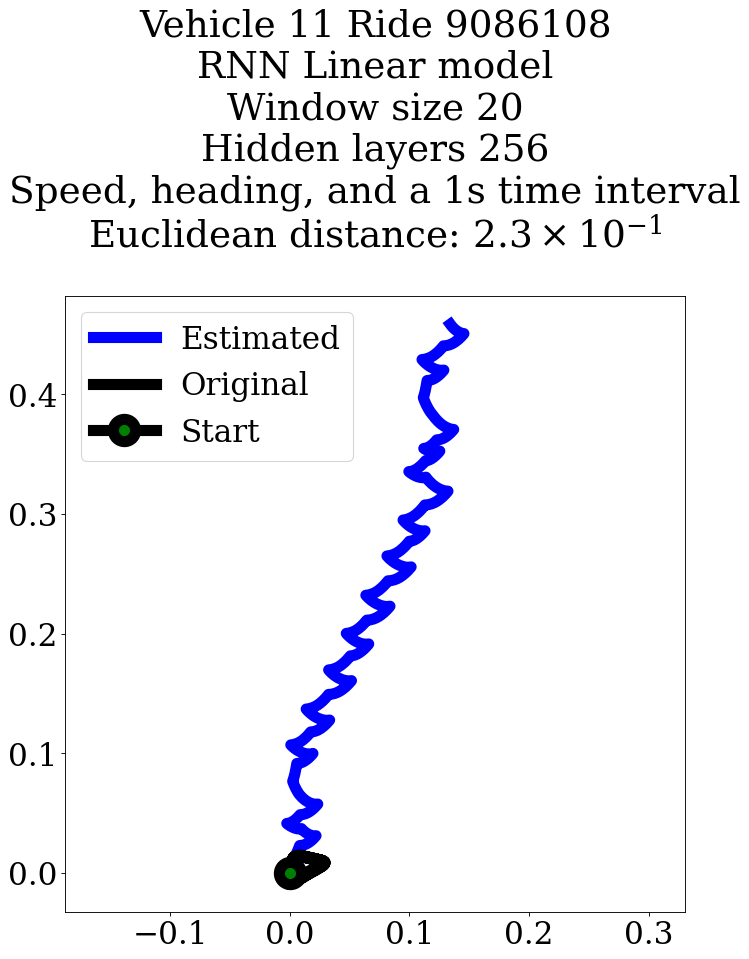 Vehicle 11 Ride 9086108
RNN Linear model
Window size 20
Hidden layers 256
Speed, heading, and a 1s time interval
Euclidean distance: 2.3 × 10⁻¹
Estimated
Original
Start
0.4
0.3
0.2
0.1
0.0
−0.1 0.0 0.1 0.2 0.3